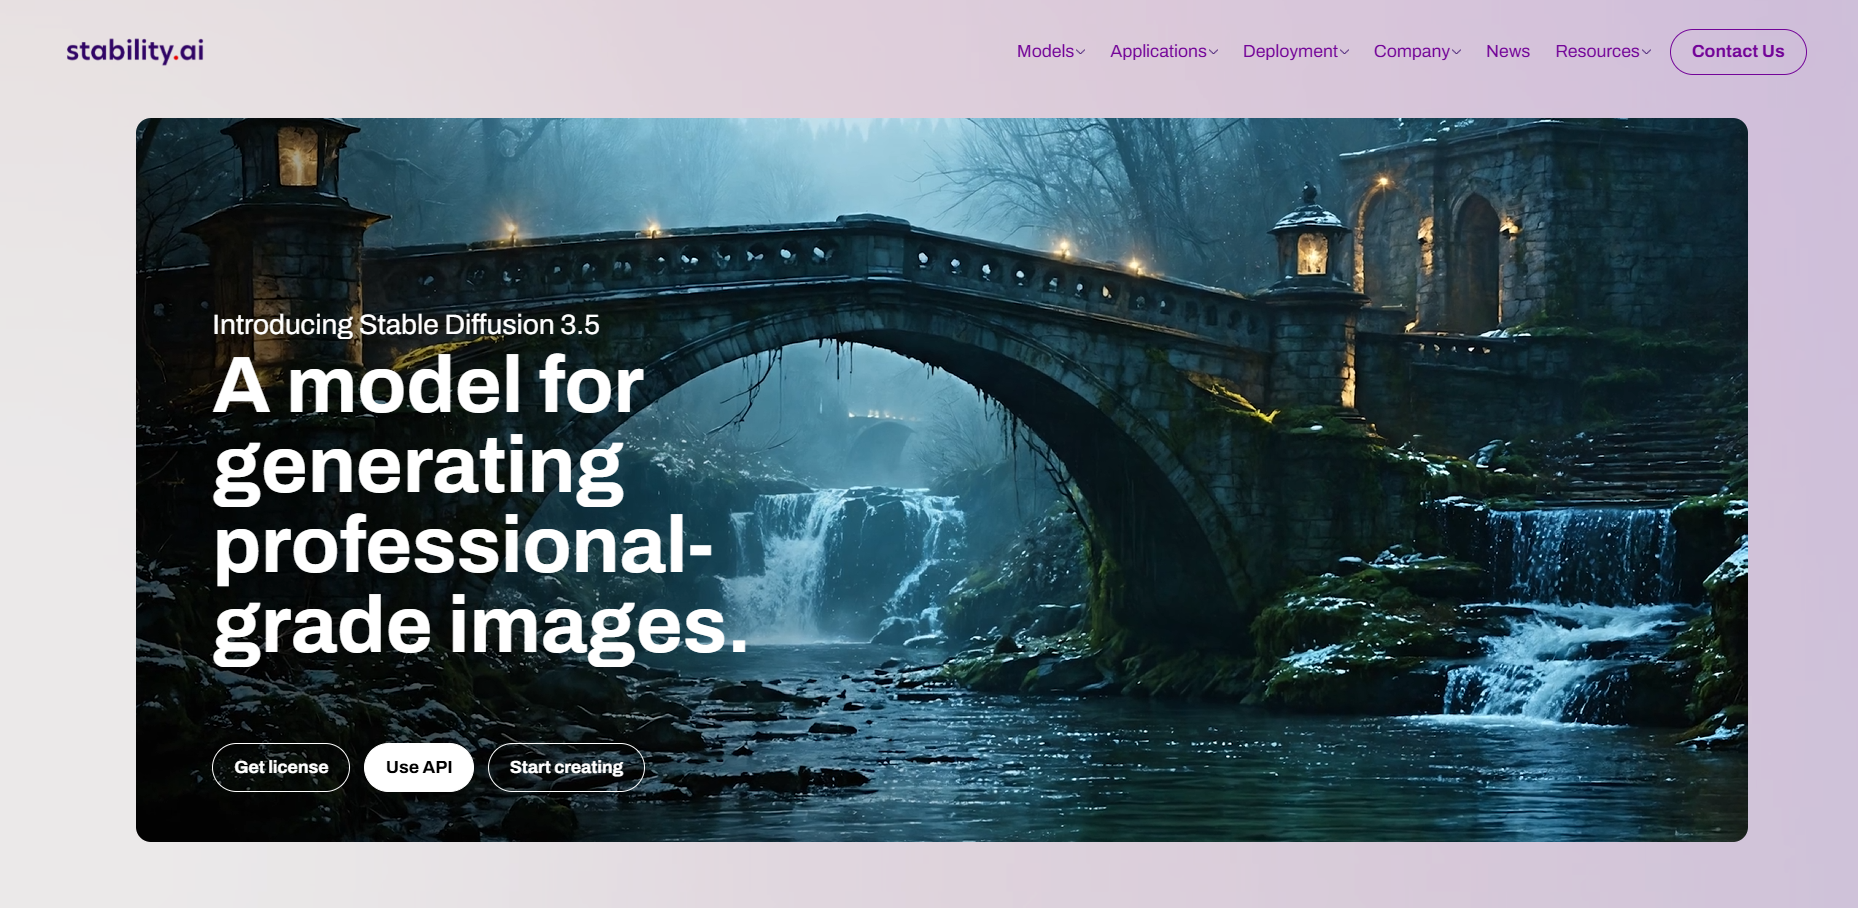 stability.ai
Models Applications Deployment Company News Resources Contact Us
Introducing Stable Diffusion 3.5
A model for
generating
professional-
grade images.
Get license Use API Start creating